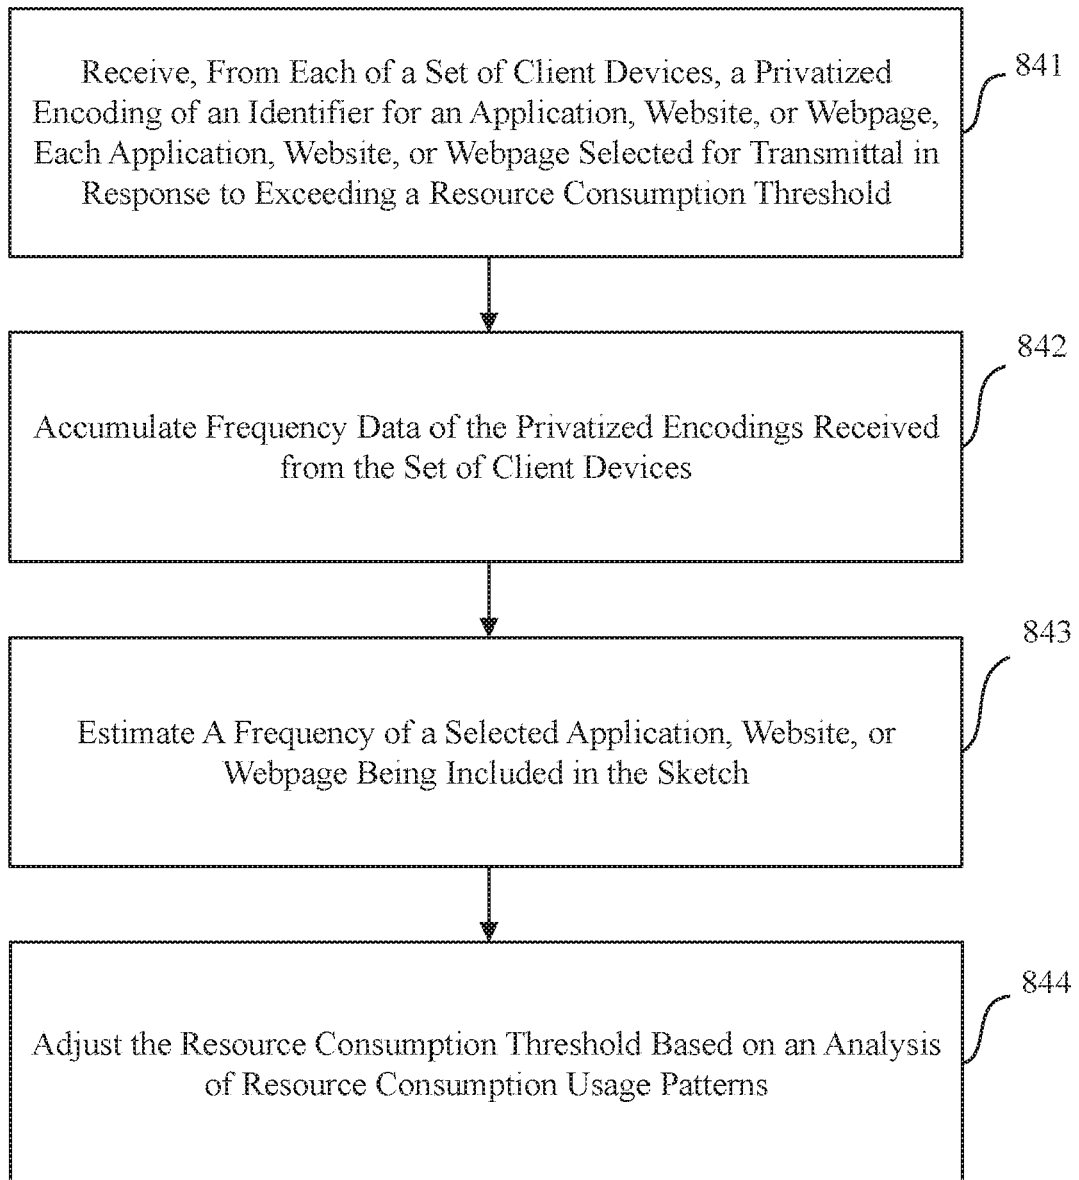 Receive, From Each of a Set of Client Devices, a Privatized
Encoding of an Identifier for an Application, Website, or Webpage,
Each Application, Website, or Webpage Selected for Transmittal in
Response to Exceeding a Resource Consumption Threshold
841
Accumulate Frequency Data of the Privatized Encodings Received
from the Set of Client Devices
842
Estimate A Frequency of a Selected Application, Website, or
Webpage Being Included in the Sketch
843
Adjust the Resource Consumption Threshold Based on an Analysis
of Resource Consumption Usage Patterns
844